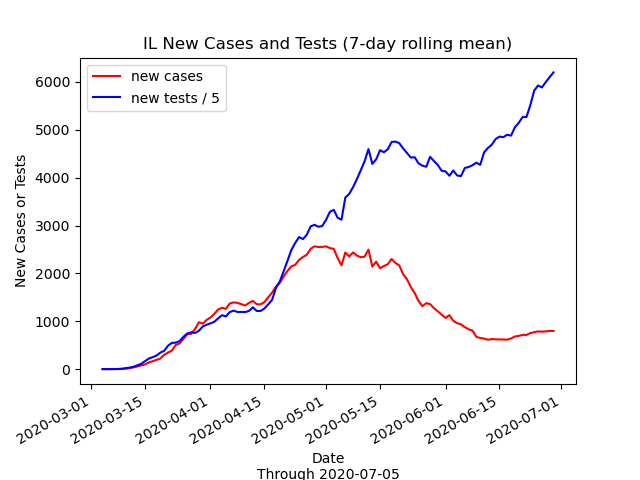 IL New Cases and Tests (7-day rolling mean)
new cases
new tests / 5
New Cases or Tests
6000
5000
4000
3000
2000
1000
0
2020-03-01
2020-03-15
2020-04-01
2020-04-15
2020-05-01
2020-05-15
2020-06-01
2020-06-15
2020-07-01
Date
Through 2020-07-05